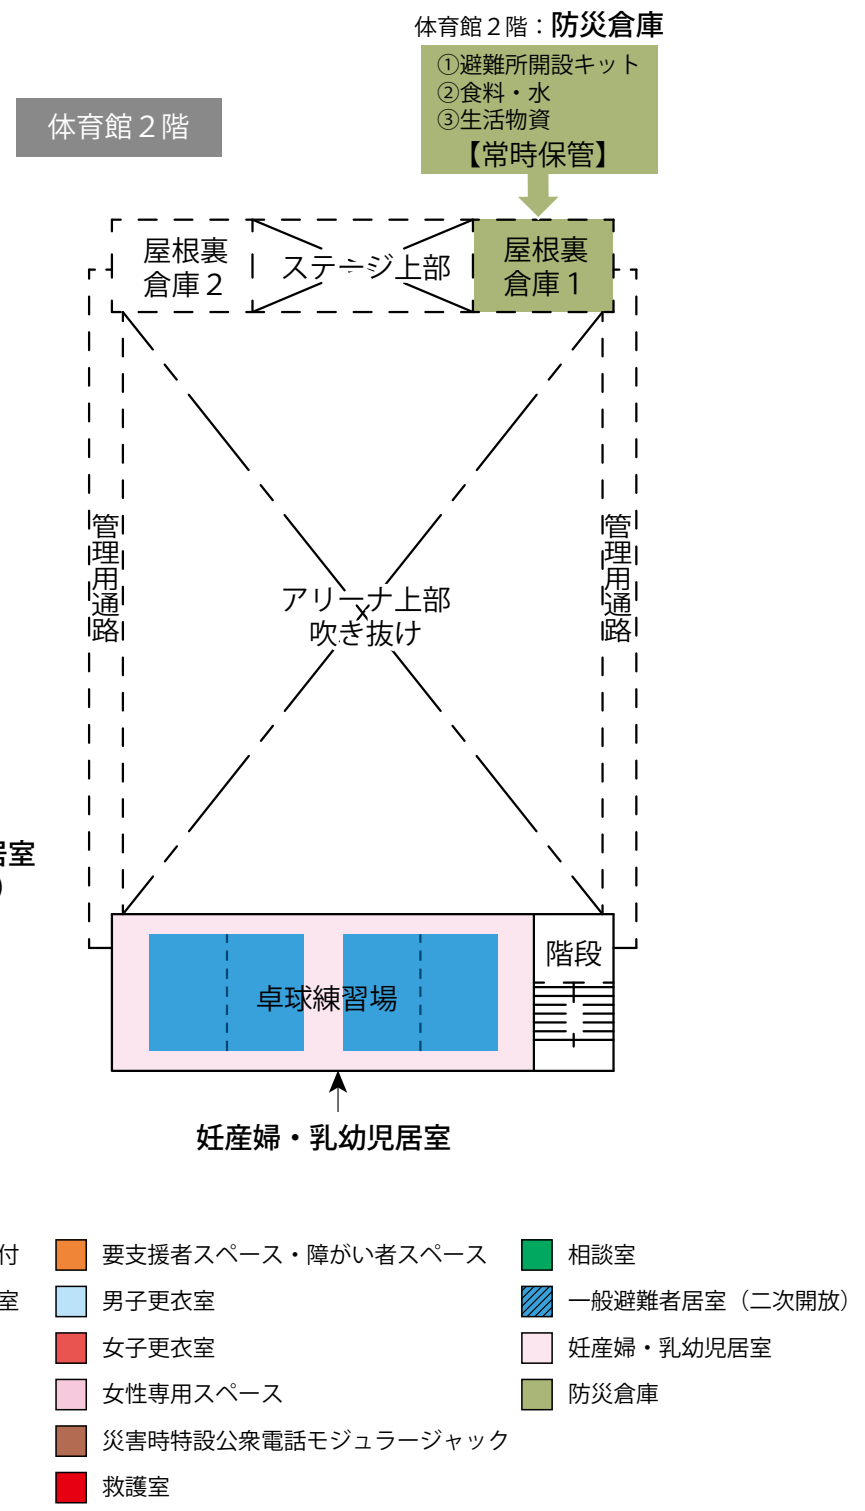 体育館２階：防災倉庫
①避難所開設キット
②食料・水
③生活物資
【常時保管】
体育館２階
屋根裏
倉庫２
ステージ上部
屋根裏
倉庫１
管理用通路
管理用通路
アリーナ上部
吹き抜け
居室
）
階段
卓球練習場
妊産婦・乳幼児居室
付
室
要支援者スペース・障がい者スペース
男子更衣室
女子更衣室
女性専用スペース
災害時特設公衆電話モジュラージャック
救護室
相談室
一般避難者居室（二次開放）
妊産婦・乳幼児居室
防災倉庫